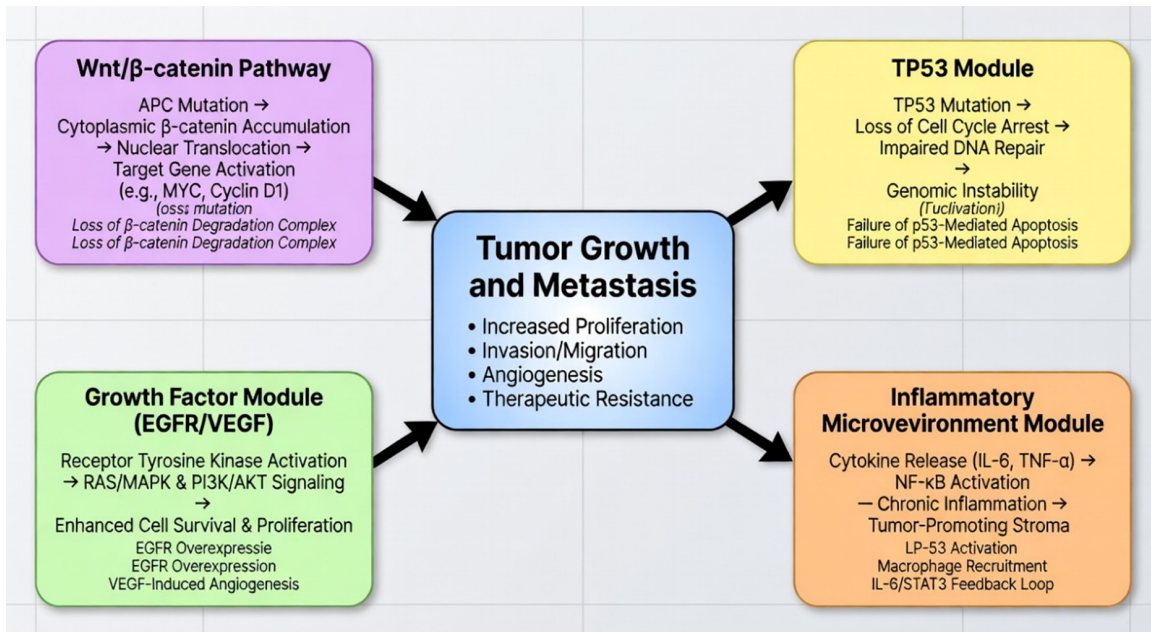 Wnt/β-catenin Pathway
APC Mutation →
Cytoplasmic β-catenin Accumulation
→ Nuclear Translocation →
Target Gene Activation
(e.g., MYC, Cyclin D1)
mutation
Loss of β-catenin Degradation Complex
Loss of β-catenin Degradation Complex
TP53 Module
TP53 Mutation →
Loss of Cell Cycle Arrest →
Impaired DNA Repair
→
Genomic Instability
Failure of p53-Mediated Apoptosis
Failure of p53-Mediated Apoptosis
Tumor Growth
and Metastasis
• Increased Proliferation
• Invasion/Migration
• Angiogenesis
• Therapeutic Resistance
Growth Factor Module
(EGFR/VEGF)
Receptor Tyrosine Kinase Activation
→ RAS/MAPK & PI3K/AKT Signaling
→
Enhanced Cell Survival & Proliferation
EGFR Overexpressie
EGFR Overexpression
VEGF-Induced Angiogenesis
Inflammatory
Microvevironment Module
Cytokine Release (IL-6, TNF-α) →
NF-κB Activation
— Chronic Inflammation →
Tumor-Promoting Stroma
LP-53 Activation
Macrophage Recruitment
IL-6/STAT3 Feedback Loop